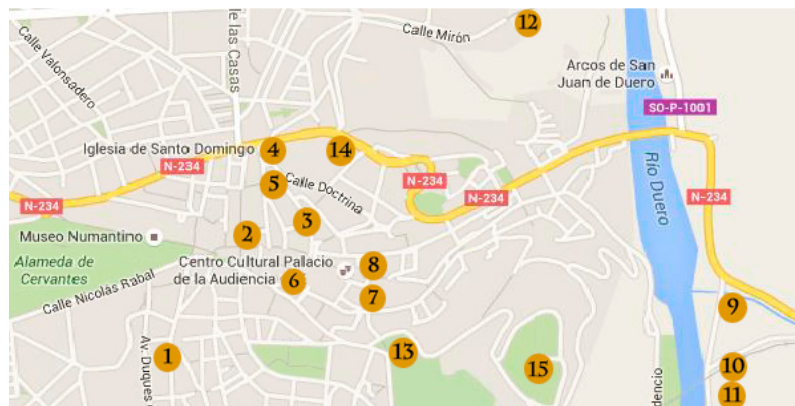 12
Calle Mirón
de las Casas
Calle Valonsadero
Arcos de San
Juan de Duero
SO-P-1001
Iglesia de Santo Domingo
4
14
N-234
N-234
N-234
N-234
N-234
5
Calle Doctrina
Río Duero
3
2
Museo Numantino
Alameda de
Cervantes
Centro Cultural Palacio
de la Audiencia
8
6
7
Calle Nicolás Rabal
9
1
Av. Duques
13
15
10
11